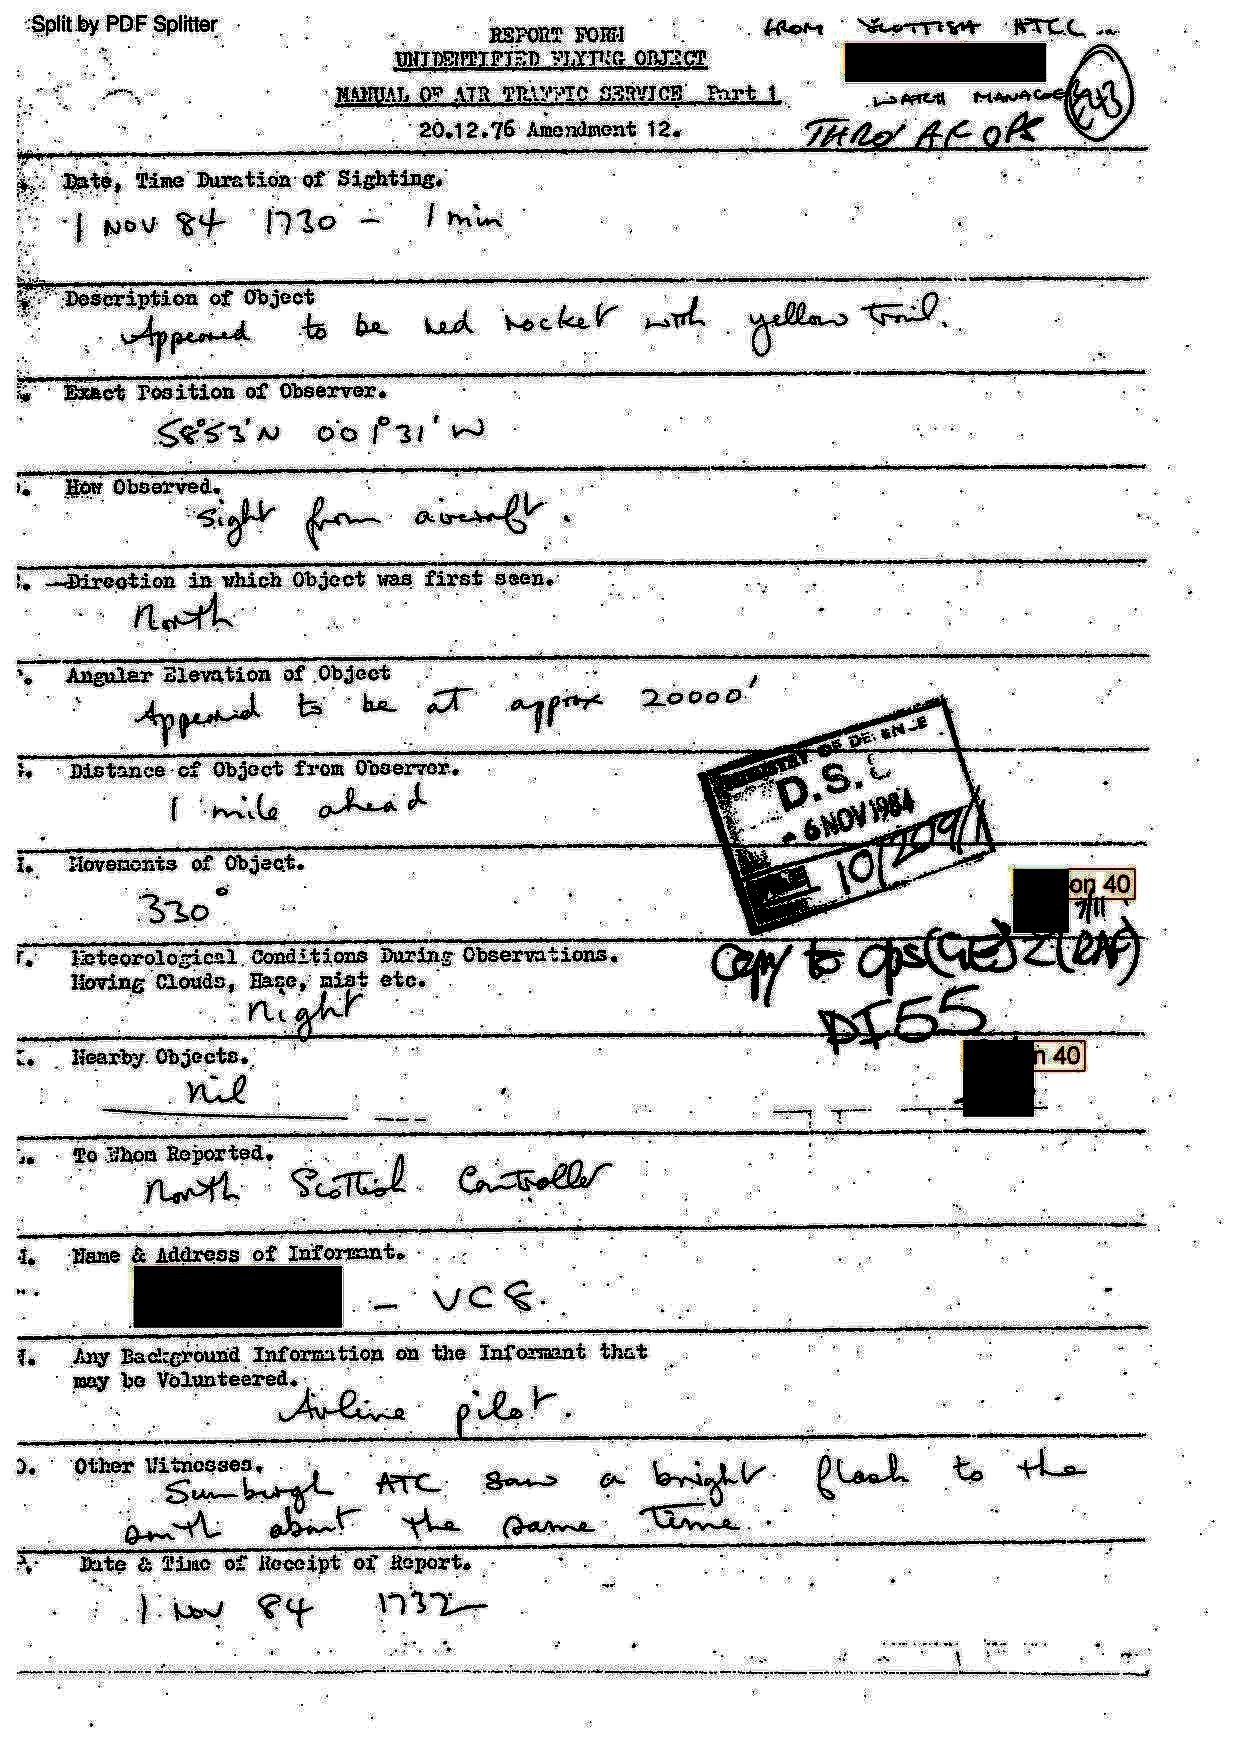 Split by PDF Splitter
REPORT FORM
UNIDENTIFIED FLYING OBJECT
MANUAL OF AIR TRAFFIC SERVICE Part 1
20.12.76 Amendment 12.
FROM SCOTTISH ATCC
WATCH MANAGER
THRO' AF OPS
E43
Date, Time Duration of Sighting.
1 NOV 84 1730 - 1 min
Description of Object
Appeared to be red rocket with yellow trail.
Exact Position of Observer.
58°53'N 001°31'W
How Observed.
Sight from aircraft.
Direction in which Object was first seen.
North
Angular Elevation of Object
Appeared to be at approx 20000'
Distance of Object from Observer.
1 mile ahead
MINISTRY OF DEFENCE
D.S.
- 6 NOV 1984
10/209/1
Movements of Object.
330°
on 40
7/11
Meteorological Conditions During Observations.
Moving Clouds, Haze, mist etc.
Night
Copy to Ops(GE)2(RAF)
DI55
Nearby Objects.
Nil
n 40
To Whom Reported.
North Scottish Controller
Name & Address of Informant.
- VC8.
Any Background Information on the Informant that
may be Volunteered.
Airline pilot.
Other Witnesses.
Sumburgh ATC saw a bright flash to the
south about the same time.
Date & Time of Receipt of Report.
1 Nov 84 1732